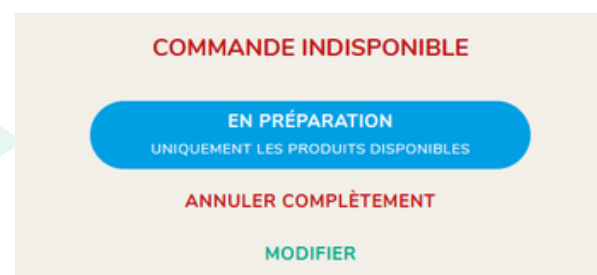 COMMANDE INDISPONIBLE
EN PRÉPARATION
UNIQUEMENT LES PRODUITS DISPONIBLES
ANNULER COMPLÈTEMENT
MODIFIER